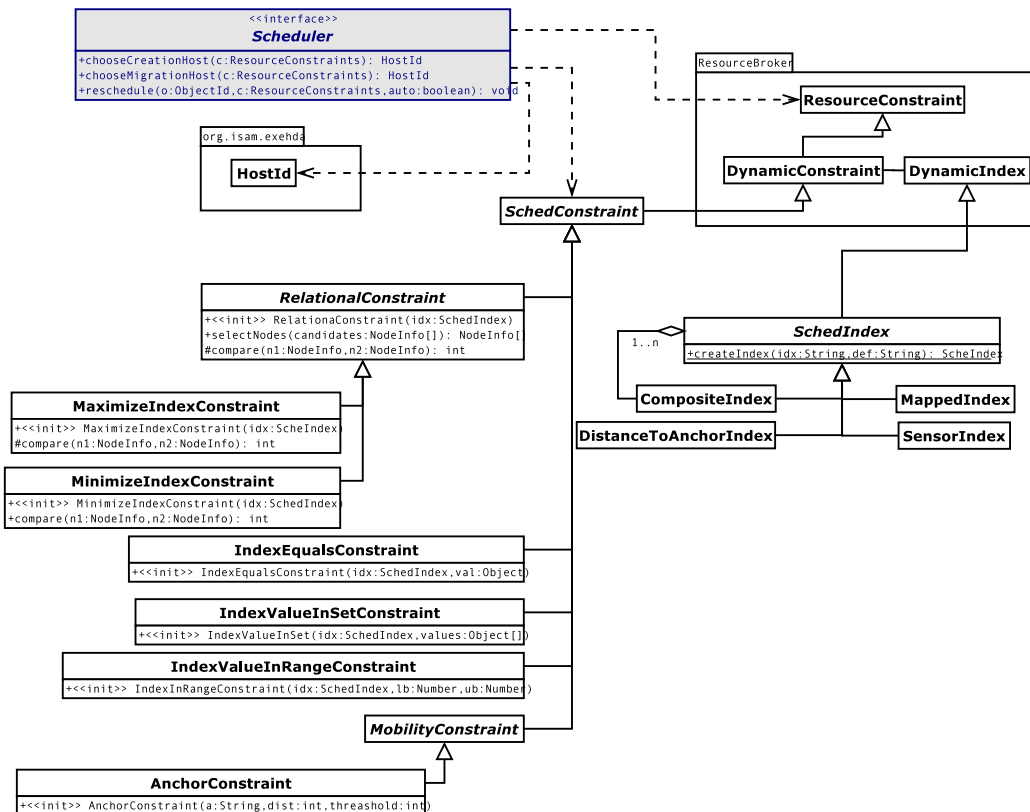 <<interface>>
Scheduler
+chooseCreationHost(c:ResourceConstraints): HostId
+chooseMigrationHost(c:ResourceConstraints): HostId
+reschedule(o:ObjectId,c:ResourceConstraints,auto:boolean): void
ResourceBroker
ResourceConstraint
DynamicConstraint
DynamicIndex
org.isam.exehda
HostId
SchedConstraint
RelationalConstraint
+<<init>> RelationaConstraint(idx:SchedIndex)
+selectNodes(candidates:NodeInfo[]): NodeInfo[]
#compare(n1:NodeInfo,n2:NodeInfo): int
SchedIndex
+createIndex(idx:String,def:String): ScheIndex
1..n
CompositeIndex
MappedIndex
DistanceToAnchorIndex
SensorIndex
MaximizeIndexConstraint
+<<init>> MaximizeIndexConstraint(idx:ScheIndex)
#compare(n1:NodeInfo,n2:NodeInfo): int
MinimizeIndexConstraint
+<<init>> MinimizeIndexConstraint(idx:SchedIndex)
+compare(n1:NodeInfo,n2:NodeInfo): int
IndexEqualsConstraint
+<<init>> IndexEqualsConstraint(idx:SchedIndex,val:Object)
IndexValueInSetConstraint
+<<init>> IndexValueInSet(idx:SchedIndex,values:Object[])
IndexValueInRangeConstraint
+<<init>> IndexInRangeConstraint(idx:SchedIndex,lb:Number,ub:Number)
MobilityConstraint
AnchorConstraint
+<<init>> AnchorConstraint(a:String,dist:int,threashold:int)